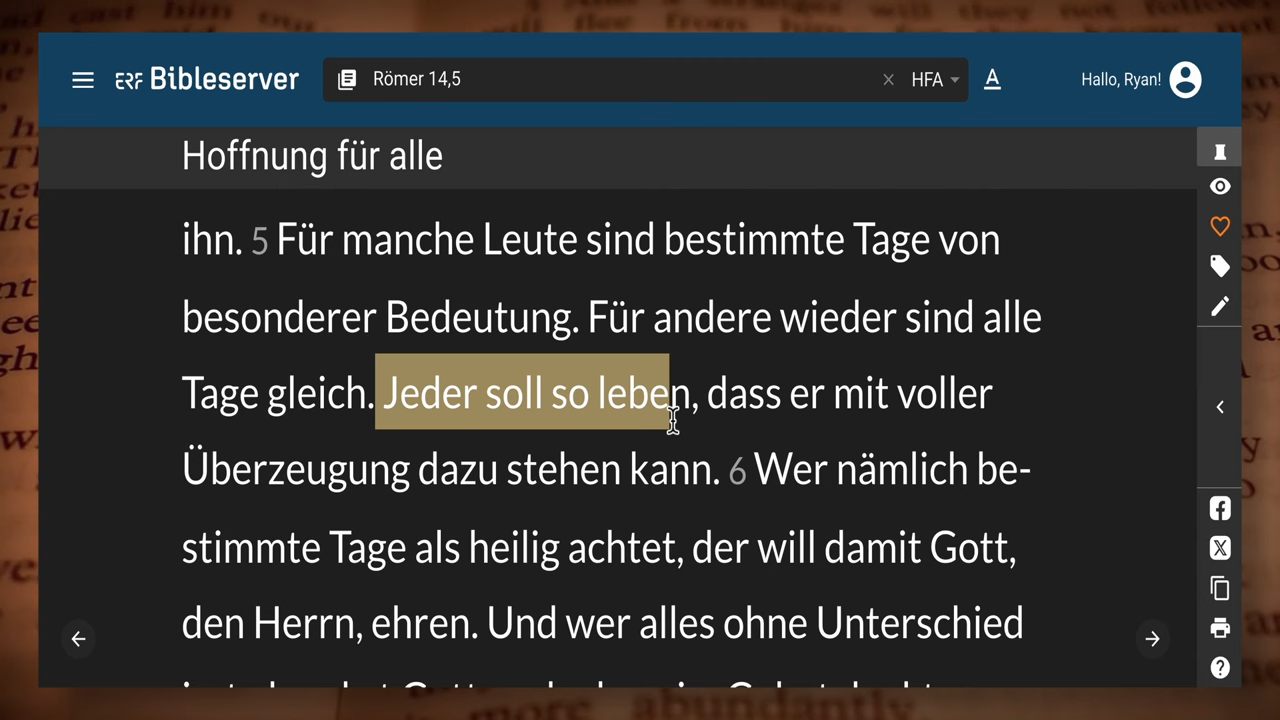 ERF Bibleserver
Römer 14,5
HFA
A
Hallo, Ryan!
Hoffnung für alle
ihn. 5 Für manche Leute sind bestimmte Tage von
besonderer Bedeutung. Für andere wieder sind alle
Tage gleich. Jeder soll so leben, dass er mit voller
Überzeugung dazu stehen kann. 6 Wer nämlich be-
stimmte Tage als heilig achtet, der will damit Gott,
den Herrn, ehren. Und wer alles ohne Unterschied
more abundantly